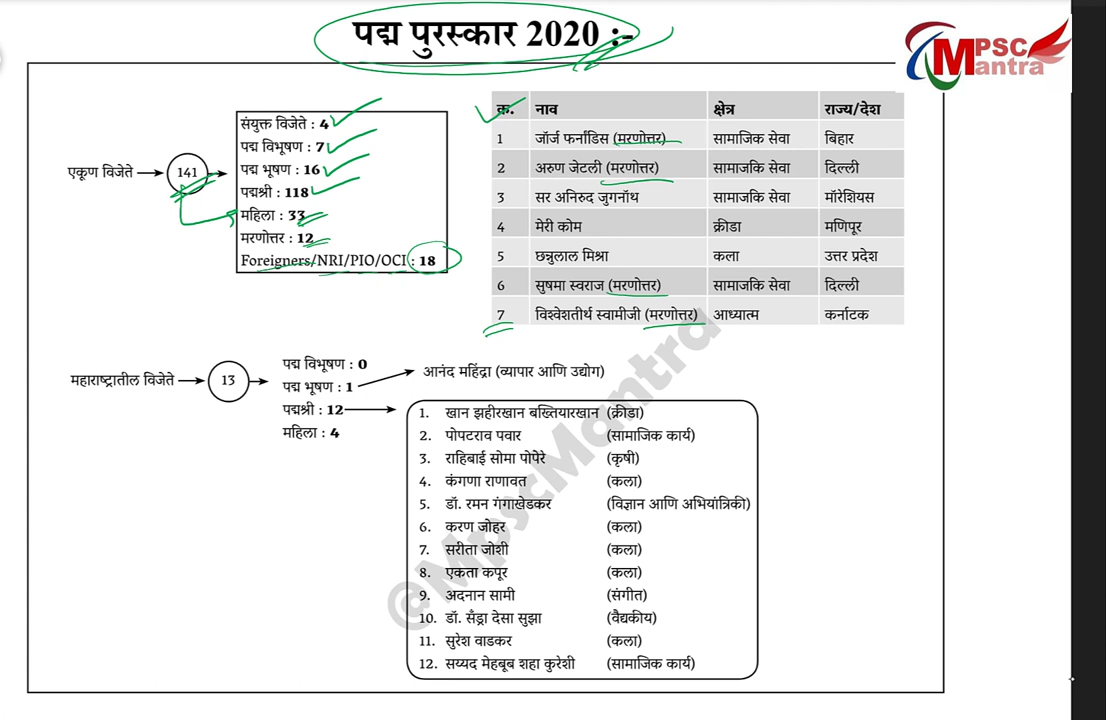 पद्म पुरस्कार 2020 :-
MPSC
Mantra
एकूण विजेते
141
संयुक्त विजेते : 4
पद्म विभूषण : 7
पद्म भूषण : 16
पद्मश्री : 118
महिला : 33
मरणोत्तर : 12
Foreigners/NRI/PIO/OCI : 18
क. नाव क्षेत्र राज्य/देश
1 जॉर्ज फर्नांडिस (मरणोत्तर) सामाजिक सेवा बिहार
2 अरुण जेटली (मरणोत्तर) सामाजकि सेवा दिल्ली
3 सर अनिरुद जुगनॉथ सामाजकि सेवा मॉरेशियस
4 मेरी कोम क्रीडा मणिपूर
5 छन्नुलाल मिश्रा कला उत्तर प्रदेश
6 सुषमा स्वराज (मरणोत्तर) सामाजकि सेवा दिल्ली
7 विश्वेशतीर्थ स्वामीजी (मरणोत्तर) आध्यात्म कर्नाटक
महाराष्ट्रातील विजेते
13
पद्म विभूषण : 0
पद्म भूषण : 1
पद्मश्री : 12
महिला : 4
आनंद महिंद्रा (व्यापार आणि उद्योग)
1. खान झहीरखान बख्तियारखान (क्रीडा)
2. पोपटराव पवार (सामाजिक कार्य)
3. राहिबाई सोमा पोपेरे (कृषी)
4. कंगणा राणावत (कला)
5. डॉ. रमन गंगाखेडकर (विज्ञान आणि अभियांत्रिकी)
6. करण जोहर (कला)
7. सरीता जोशी (कला)
8. एकता कपूर (कला)
9. अदनान सामी (संगीत)
10. डॉ. सँड्रा देसा सुझा (वैद्यकीय)
11. सुरेश वाडकर (कला)
12. सय्यद मेहबूब शहा कुरेशी (सामाजिक कार्य)
@MpscMantra